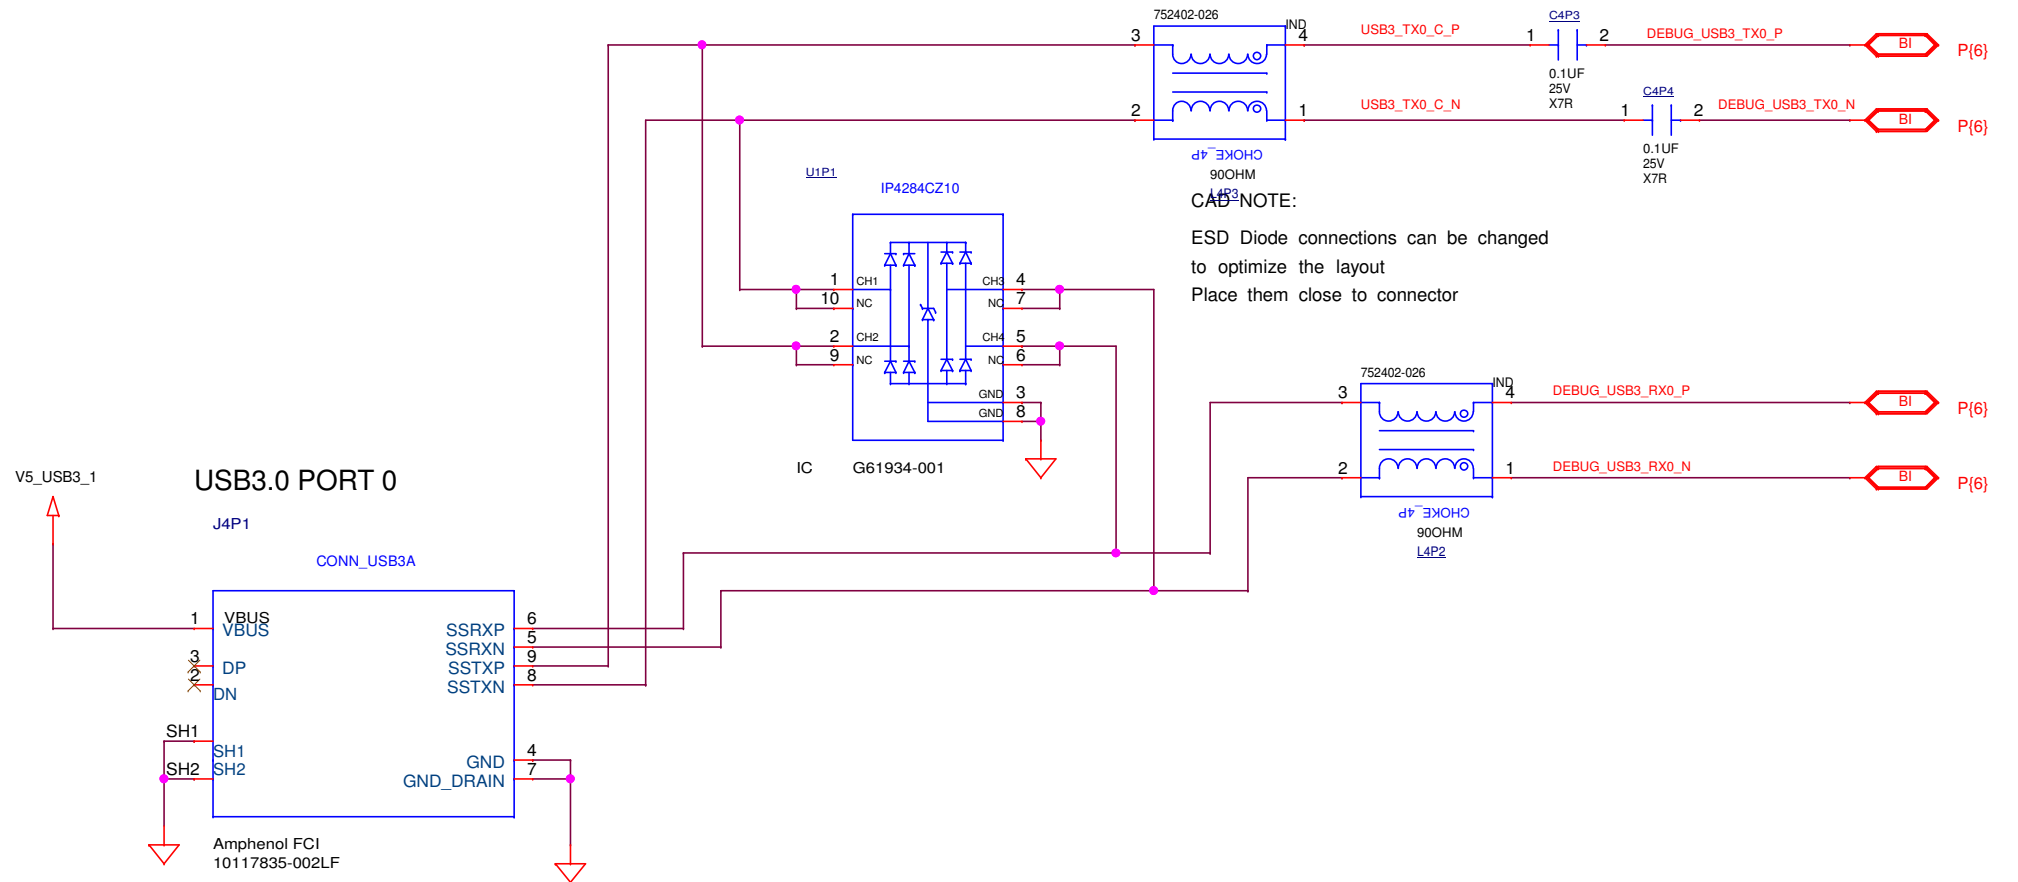 752402-026
IND
3
4
USB3_TX0_C_P
C4P3
1
2
DEBUG_USB3_TX0_P
BI
P{6}
0.1UF
25V
X7R
2
1
USB3_TX0_C_N
C4P4
1
2
DEBUG_USB3_TX0_N
BI
P{6}
0.1UF
25V
X7R
CHOKE_4P
90OHM
L4P3
CAD NOTE:
ESD Diode connections can be changed
to optimize the layout
Place them close to connector
U1P1
IP4284CZ10
1
CH1
CH3
4
10
NC
NC
7
2
CH2
CH4
5
9
NC
NC
6
GND
3
GND
8
IC
G61934-001
752402-026
IND
3
4
DEBUG_USB3_RX0_P
BI
P{6}
2
1
DEBUG_USB3_RX0_N
BI
P{6}
CHOKE_4P
90OHM
L4P2
V5_USB3_1
USB3.0 PORT 0
J4P1
CONN_USB3A
1
VBUS
VBUS
SSRXP
6
SSRXN
5
3
DP
SSTXP
9
2
DN
SSTXN
8
SH1
SH1
SH2
SH2
GND
4
GND_DRAIN
7
Amphenol FCI
10117835-002LF